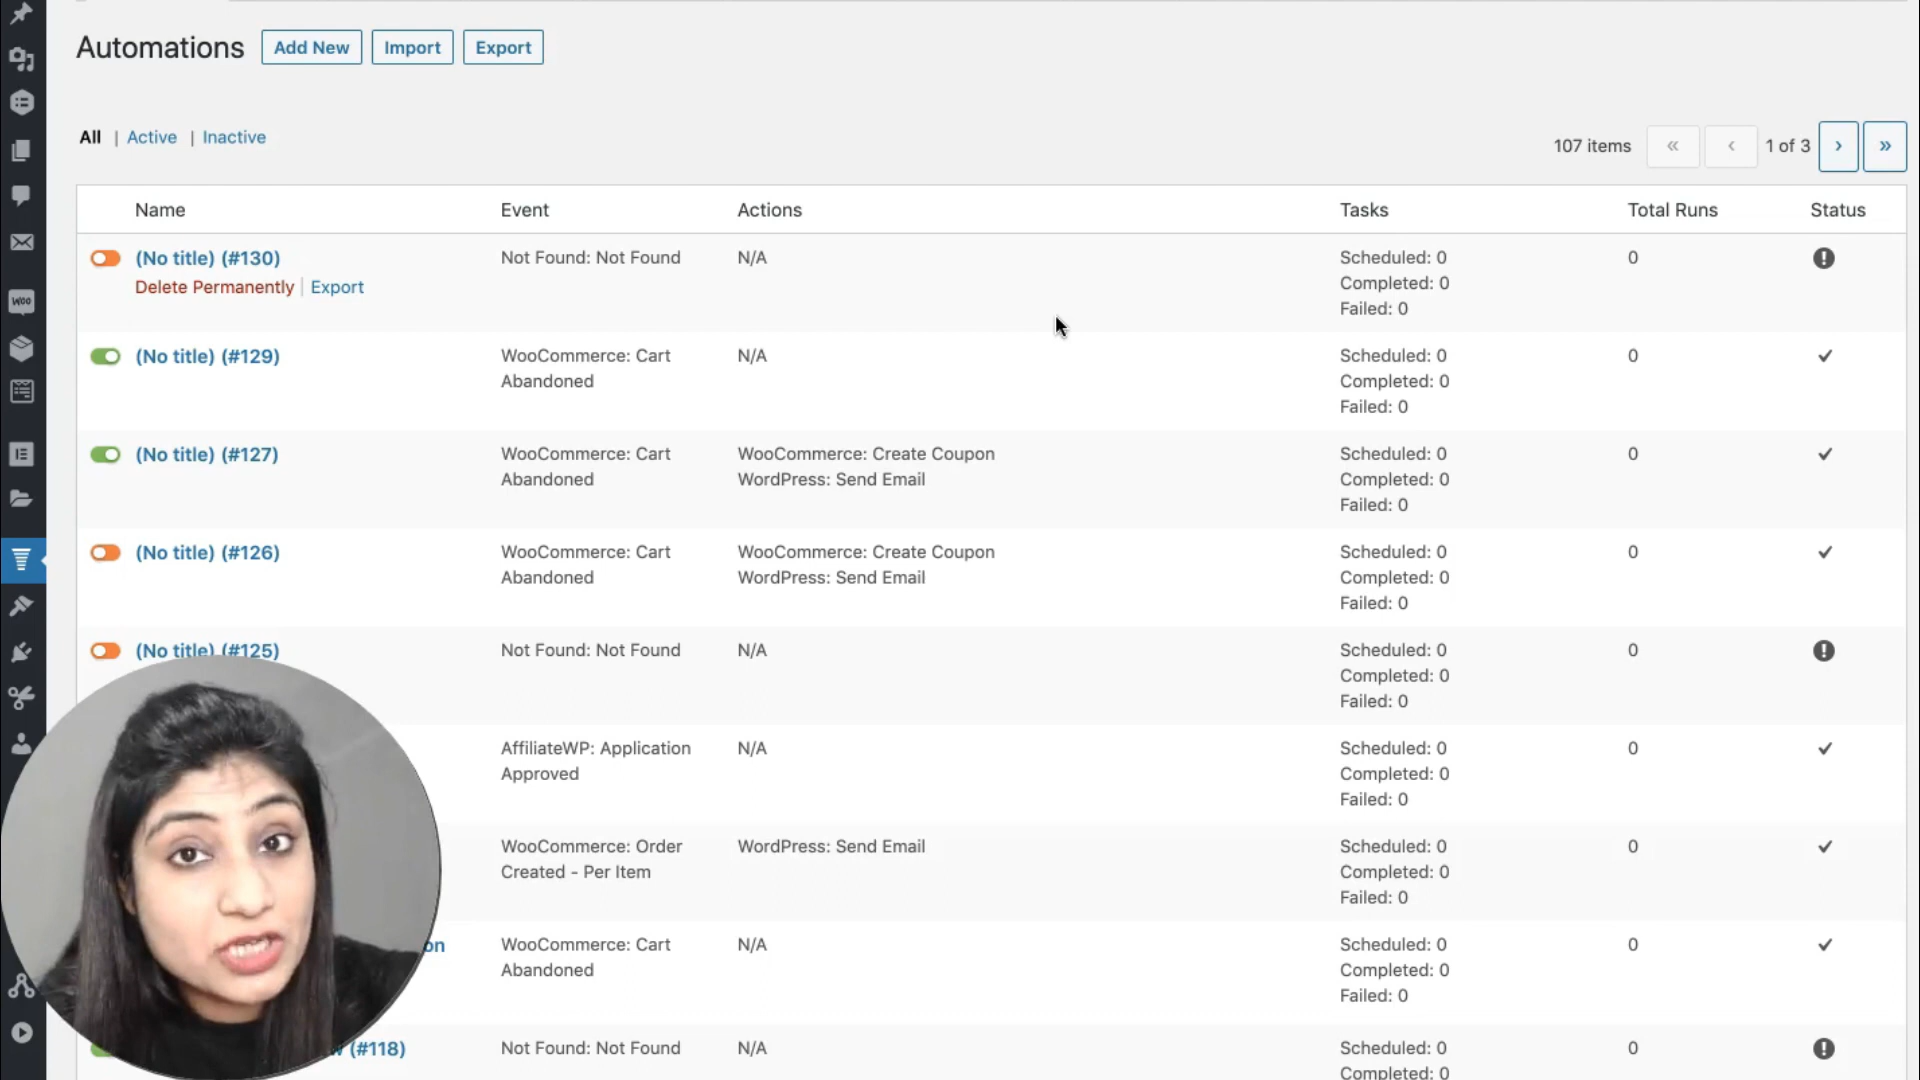 Automations Add New Import Export
All | Active | Inactive
107 items « ‹ 1 of 3 › »
Name Event Actions Tasks Total Runs Status
(No title) (#130) Not Found: Not Found N/A Scheduled: 0 0
Delete Permanently | Export Completed: 0
Failed: 0
(No title) (#129) WooCommerce: Cart N/A Scheduled: 0 0
Abandoned Completed: 0
Failed: 0
WOO
(No title) (#127) WooCommerce: Cart WooCommerce: Create Coupon Scheduled: 0 0
Abandoned WordPress: Send Email Completed: 0
Failed: 0
(No title) (#126) WooCommerce: Cart WooCommerce: Create Coupon Scheduled: 0 0
Abandoned WordPress: Send Email Completed: 0
Failed: 0
(No title) (#125) Not Found: Not Found N/A Scheduled: 0 0
Completed: 0
Failed: 0
AffiliateWP: Application N/A Scheduled: 0 0
Approved Completed: 0
Failed: 0
WooCommerce: Order WordPress: Send Email Scheduled: 0 0
Created - Per Item Completed: 0
Failed: 0
on WooCommerce: Cart N/A Scheduled: 0 0
Abandoned Completed: 0
Failed: 0
(#118) Not Found: Not Found N/A Scheduled: 0 0
Completed: 0